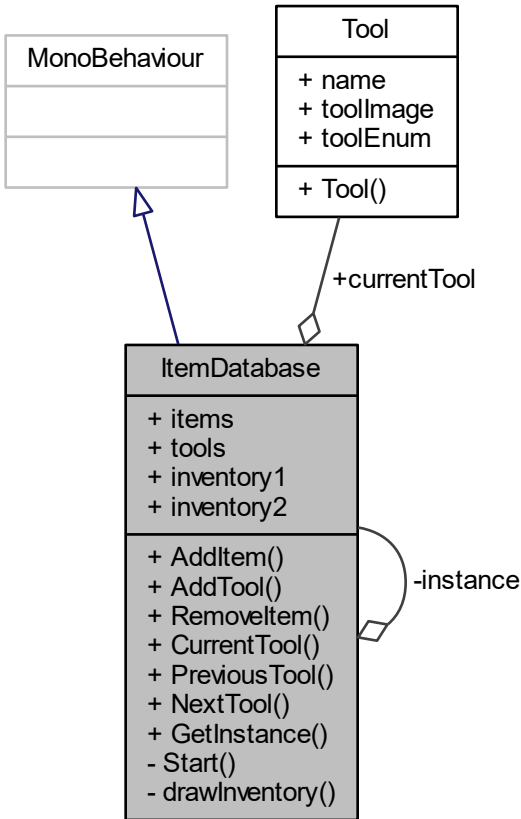 Tool
+ name
+ toolImage
+ toolEnum
+ Tool()
MonoBehaviour
+currentTool
ItemDatabase
+ items
+ tools
+ inventory1
+ inventory2
+ AddItem()
+ AddTool()
+ RemoveItem()
+ CurrentTool()
+ PreviousTool()
+ NextTool()
+ GetInstance()
- Start()
- drawInventory()
-instance